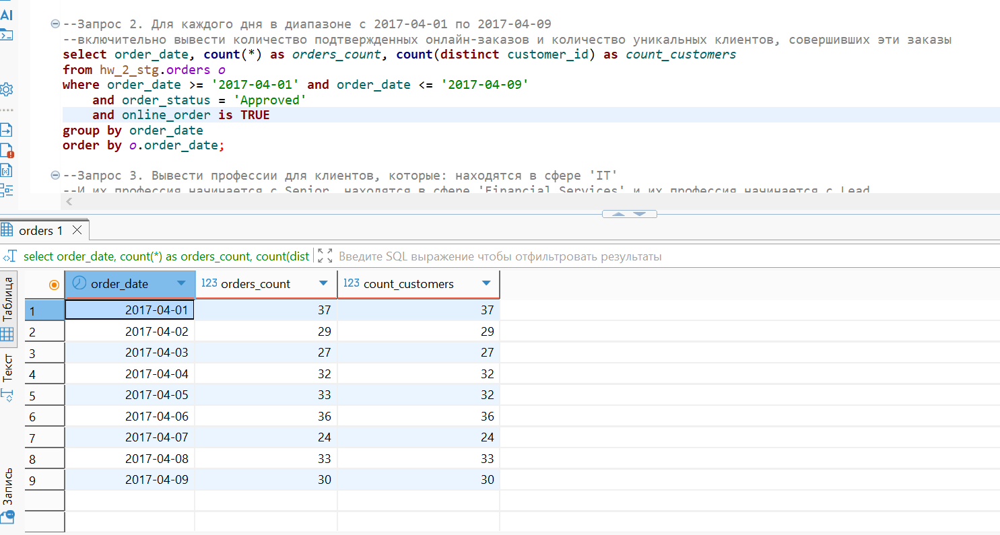 AI
--Запрос 2. Для каждого дня в диапазоне с 2017-04-01 по 2017-04-09
--включительно вывести количество подтвержденных онлайн-заказов и количество уникальных клиентов, совершивших эти заказы
select order_date, count(*) as orders_count, count(distinct customer_id) as count_customers
from hw_2_stg.orders o
where order_date >= '2017-04-01' and order_date <= '2017-04-09'
and order_status = 'Approved'
and online_order is TRUE
group by order_date
order by o.order_date;
--Запрос 3. Вывести профессии для клиентов, которые: находятся в сфере 'IT'
--И их профессия начинается с Senior, находятся в сфере 'Financial Services' и их профессия начинается с Lead
orders 1
select order_date, count(*) as orders_count, count(dist
Введите SQL выражение чтобы отфильтровать результаты
Таблица
Текст
Запись
order_date 123 orders_count 123 count_customers
1 2017-04-01 37 37
2 2017-04-02 29 29
3 2017-04-03 27 27
4 2017-04-04 32 32
5 2017-04-05 33 32
6 2017-04-06 36 36
7 2017-04-07 24 24
8 2017-04-08 33 33
9 2017-04-09 30 30